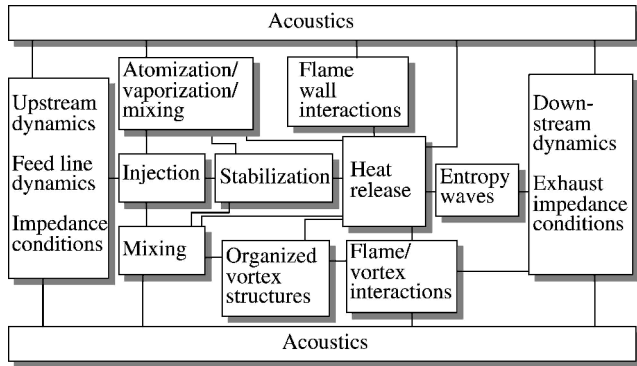 Acoustics
Upstream
dynamics
Feed line
dynamics
Impedance
conditions
Atomization/
vaporization/
mixing
Flame
wall
interactions
Down-
stream
dynamics
Exhaust
impedance
conditions
Injection
Stabilization
Heat
release
Entropy
waves
Mixing
Organized
vortex
structures
Flame/
vortex
interactions
Acoustics